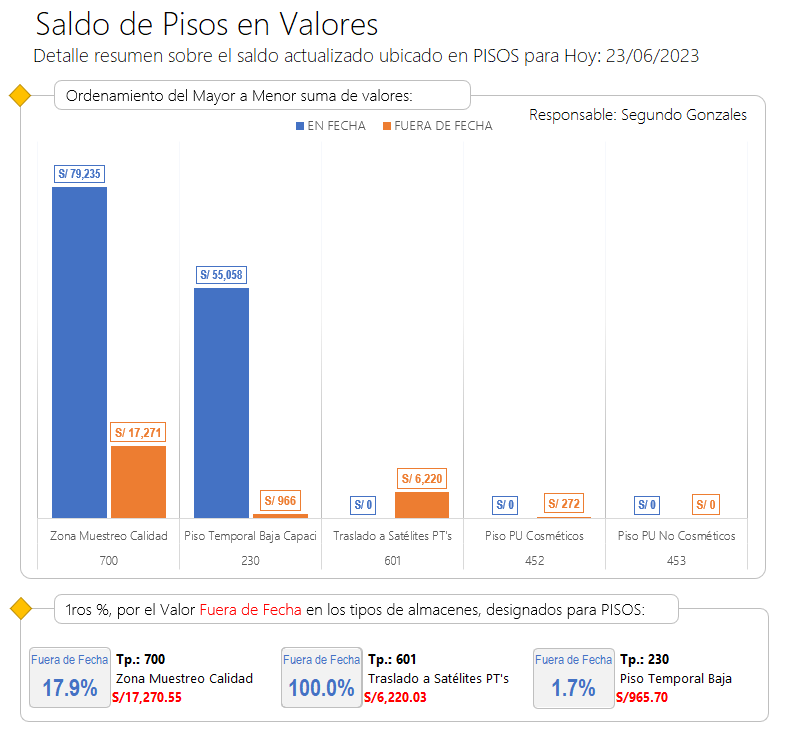 Saldo de Pisos en Valores
Detalle resumen sobre el saldo actualizado ubicado en PISOS para Hoy: 23/06/2023
Ordenamiento del Mayor a Menor suma de valores:
Responsable: Segundo Gonzales
EN FECHA FUERA DE FECHA
S/ 79,235
S/ 17,271
S/ 55,058
S/ 966
S/ 0
S/ 6,220
S/ 0
S/ 272
S/ 0
S/ 0
Zona Muestreo Calidad Piso Temporal Baja Capaci Traslado a Satélites PT's Piso PU Cosméticos Piso PU No Cosméticos
700 230 601 452 453
1ros %, por el Valor Fuera de Fecha en los tipos de almacenes, designados para PISOS:
Fuera de Fecha
17.9%
Tp.: 700
Zona Muestreo Calidad
S/17,270.55
Fuera de Fecha
100.0%
Tp.: 601
Traslado a Satélites PT's
S/6,220.03
Fuera de Fecha
1.7%
Tp.: 230
Piso Temporal Baja
S/965.70